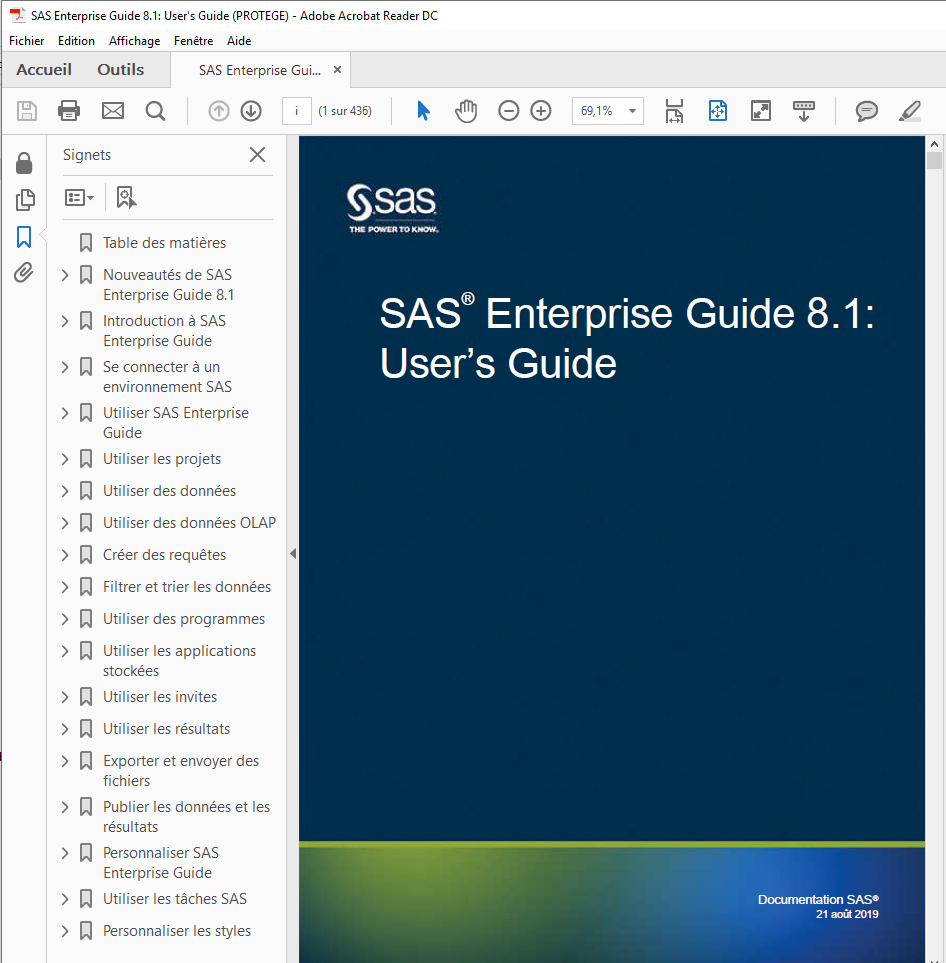 SAS Enterprise Guide 8.1: User's Guide (PROTEGE) - Adobe Acrobat Reader DC
Fichier Edition Affichage Fenêtre Aide
Accueil Outils SAS Enterprise Gui... ×
i (1 sur 436) 69,1%
Signets
Table des matières
Nouveautés de SAS
Enterprise Guide 8.1
Introduction à SAS
Enterprise Guide
Se connecter à un
environnement SAS
Utiliser SAS Enterprise
Guide
Utiliser les projets
Utiliser des données
Utiliser des données OLAP
Créer des requêtes
Filtrer et trier les données
Utiliser des programmes
Utiliser les applications
stockées
Utiliser les invites
Utiliser les résultats
Exporter et envoyer des
fichiers
Publier les données et les
résultats
Personnaliser SAS
Enterprise Guide
Utiliser les tâches SAS
Personnaliser les styles
sas
THE POWER TO KNOW.
SAS® Enterprise Guide 8.1:
User’s Guide
Documentation SAS®
21 août 2019